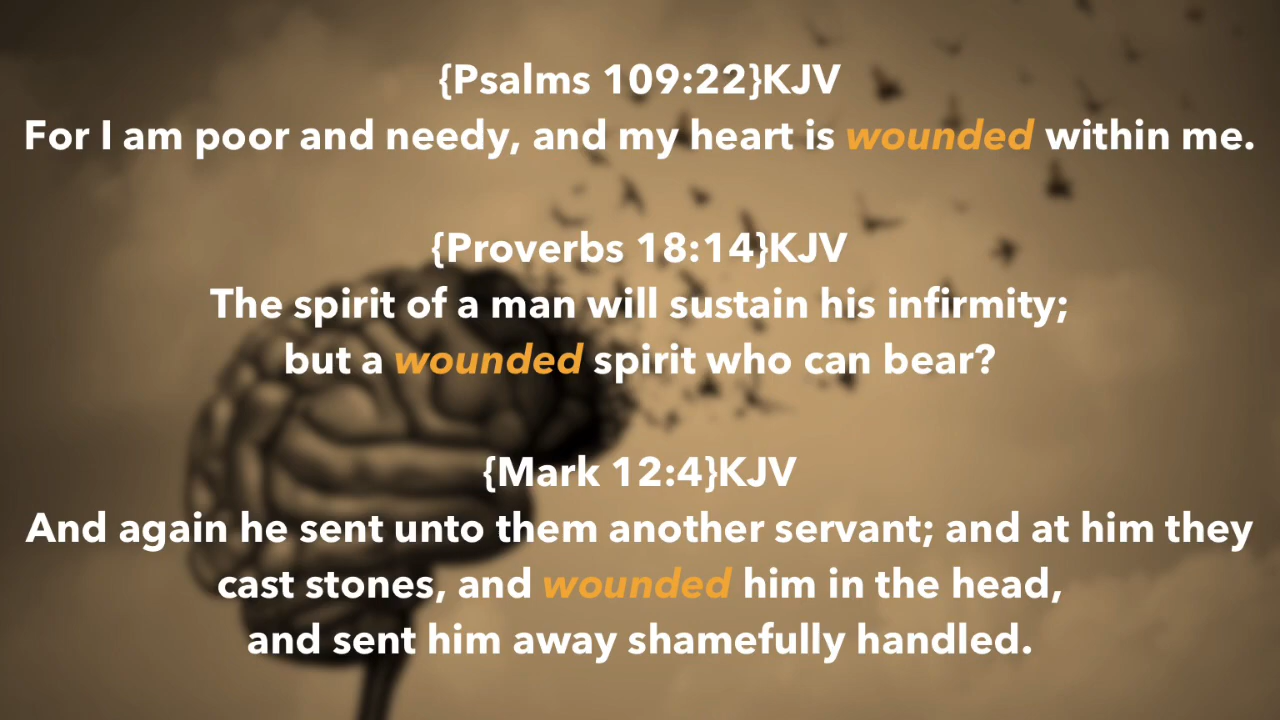 {Psalms 109:22}KJV
For I am poor and needy, and my heart is wounded within me.
{Proverbs 18:14}KJV
The spirit of a man will sustain his infirmity;
but a wounded spirit who can bear?
{Mark 12:4}KJV
And again he sent unto them another servant; and at him they
cast stones, and wounded him in the head,
and sent him away shamefully handled.